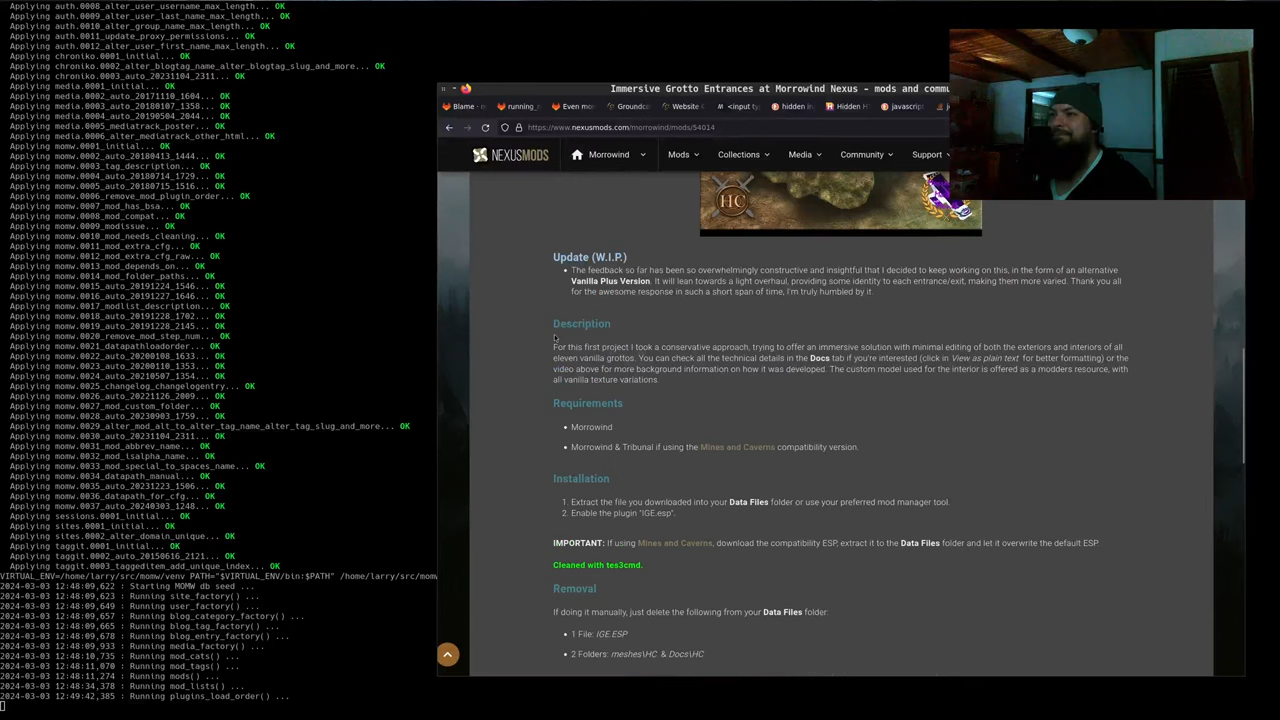 Applying auth.0008_alter_user_username_max_length... OK
Applying auth.0009_alter_user_last_name_max_length... OK
Applying auth.0010_alter_group_name_max_length... OK
Applying auth.0011_update_proxy_permissions... OK
Applying auth.0012_alter_user_first_name_max_length... OK
Applying chroniko.0001_initial... OK
Applying chroniko.0002_alter_blogtag_name_alter_blogtag_slug_and_more... OK
Applying chroniko.0003_auto_20231104_2311... OK
Applying media.0001_initial... OK
Applying media.0002_auto_20171110_1604... OK
Applying media.0003_auto_20180107_1358... OK
Applying media.0004_auto_20190504_2044... OK
Applying media.0005_mediatrack_poster... OK
Applying media.0006_alter_mediatrack_other_html... OK
Applying momw.0001_initial... OK
Applying momw.0002_auto_20180413_1444... OK
Applying momw.0003_tag_description... OK
Applying momw.0004_auto_20180714_1729... OK
Applying momw.0005_auto_20180715_1516... OK
Applying momw.0006_remove_mod_plugin_order... OK
Applying momw.0007_mod_has_bsa... OK
Applying momw.0008_mod_compat... OK
Applying momw.0009_modissue... OK
Applying momw.0010_mod_needs_cleaning... OK
Applying momw.0011_mod_extra_cfg... OK
Applying momw.0012_mod_extra_cfg_raw... OK
Applying momw.0013_mod_depends_on... OK
Applying momw.0014_mod_folder_paths... OK
Applying momw.0015_auto_20191224_1546... OK
Applying momw.0016_auto_20191227_1646... OK
Applying momw.0017_modlist_description... OK
Applying momw.0018_auto_20191228_1702... OK
Applying momw.0019_auto_20191228_2145... OK
Applying momw.0020_remove_mod_step_num... OK
Applying momw.0021_datapathloadorder... OK
Applying momw.0022_auto_20200108_1633... OK
Applying momw.0023_auto_20200110_1353... OK
Applying momw.0024_auto_20210507_1354... OK
Applying momw.0025_changelog_changelogentry... OK
Applying momw.0026_auto_20221126_2009... OK
Applying momw.0027_mod_custom_folder... OK
Applying momw.0028_auto_20230903_1759... OK
Applying momw.0029_alter_mod_alt_to_alter_tag_name_alter_tag_slug_and_more... OK
Applying momw.0030_auto_20231104_2311... OK
Applying momw.0031_mod_abbrev_name... OK
Applying momw.0032_mod_isalpha_name... OK
Applying momw.0033_mod_special_to_spaces_name... OK
Applying momw.0034_datapath_manual... OK
Applying momw.0035_auto_20231223_1506... OK
Applying momw.0036_datapath_for_cfg... OK
Applying momw.0037_auto_20240303_1248... OK
Applying sessions.0001_initial... OK
Applying sites.0001_initial... OK
Applying sites.0002_alter_domain_unique... OK
Applying taggit.0001_initial... OK
Applying taggit.0002_auto_20150616_2121... OK
Applying taggit.0003_taggeditem_add_unique_index... OK
VIRTUAL_ENV=/home/larry/src/momw/venv PATH="$VIRTUAL_ENV/bin:$PATH" /home/larry/src/momw
2024-03-03 12:48:09,622 : Starting MOMW db seed ...
2024-03-03 12:48:09,623 : Running site_factory() ...
2024-03-03 12:48:09,649 : Running user_factory() ...
2024-03-03 12:48:09,657 : Running blog_category_factory() ...
2024-03-03 12:48:09,665 : Running blog_tag_factory() ...
2024-03-03 12:48:09,678 : Running blog_entry_factory() ...
2024-03-03 12:48:09,933 : Running media_factory() ...
2024-03-03 12:48:10,735 : Running mod_cats() ...
2024-03-03 12:48:11,070 : Running mod_tags() ...
2024-03-03 12:48:11,274 : Running mods() ...
2024-03-03 12:48:34,378 : Running mod_lists() ...
2024-03-03 12:49:42,385 : Running plugins_load_order() ...
Immersive Grotto Entrances at Morrowind Nexus - mods and commu
Blame running_ Even mo Groundco Website <input ty hidden in Hidden H javascript
https://www.nexusmods.com/morrowind/mods/54014
NEXUSMODS Morrowind Mods Collections Media Community Support
HC
Update (W.I.P.)
• The feedback so far has been so overwhelmingly constructive and insightful that I decided to keep working on this, in the form of an alternative
Vanilla Plus Version. It will lean towards a light overhaul, providing some identity to each entrance/exit, making them more varied. Thank you all
for the awesome response in such a short span of time, I'm truly humbled by it.
Description
For this first project I took a conservative approach, trying to offer an immersive solution with minimal editing of both the exteriors and interiors of all
eleven vanilla grottos. You can check all the technical details in the Docs tab if you're interested (click in View as plain text for better formatting) or the
video above for more background information on how it was developed. The custom model used for the interior is offered as a modders resource, with
all vanilla texture variations.
Requirements
• Morrowind
• Morrowind & Tribunal if using the Mines and Caverns compatibility version.
Installation
1. Extract the file you downloaded into your Data Files folder or use your preferred mod manager tool.
2. Enable the plugin "IGE.esp".
IMPORTANT: If using Mines and Caverns, download the compatibility ESP, extract it to the Data Files folder and let it overwrite the default ESP.
Cleaned with tes3cmd.
Removal
If doing it manually, just delete the following from your Data Files folder:
• 1 File: IGE.ESP
• 2 Folders: meshes\HC & Docs\HC